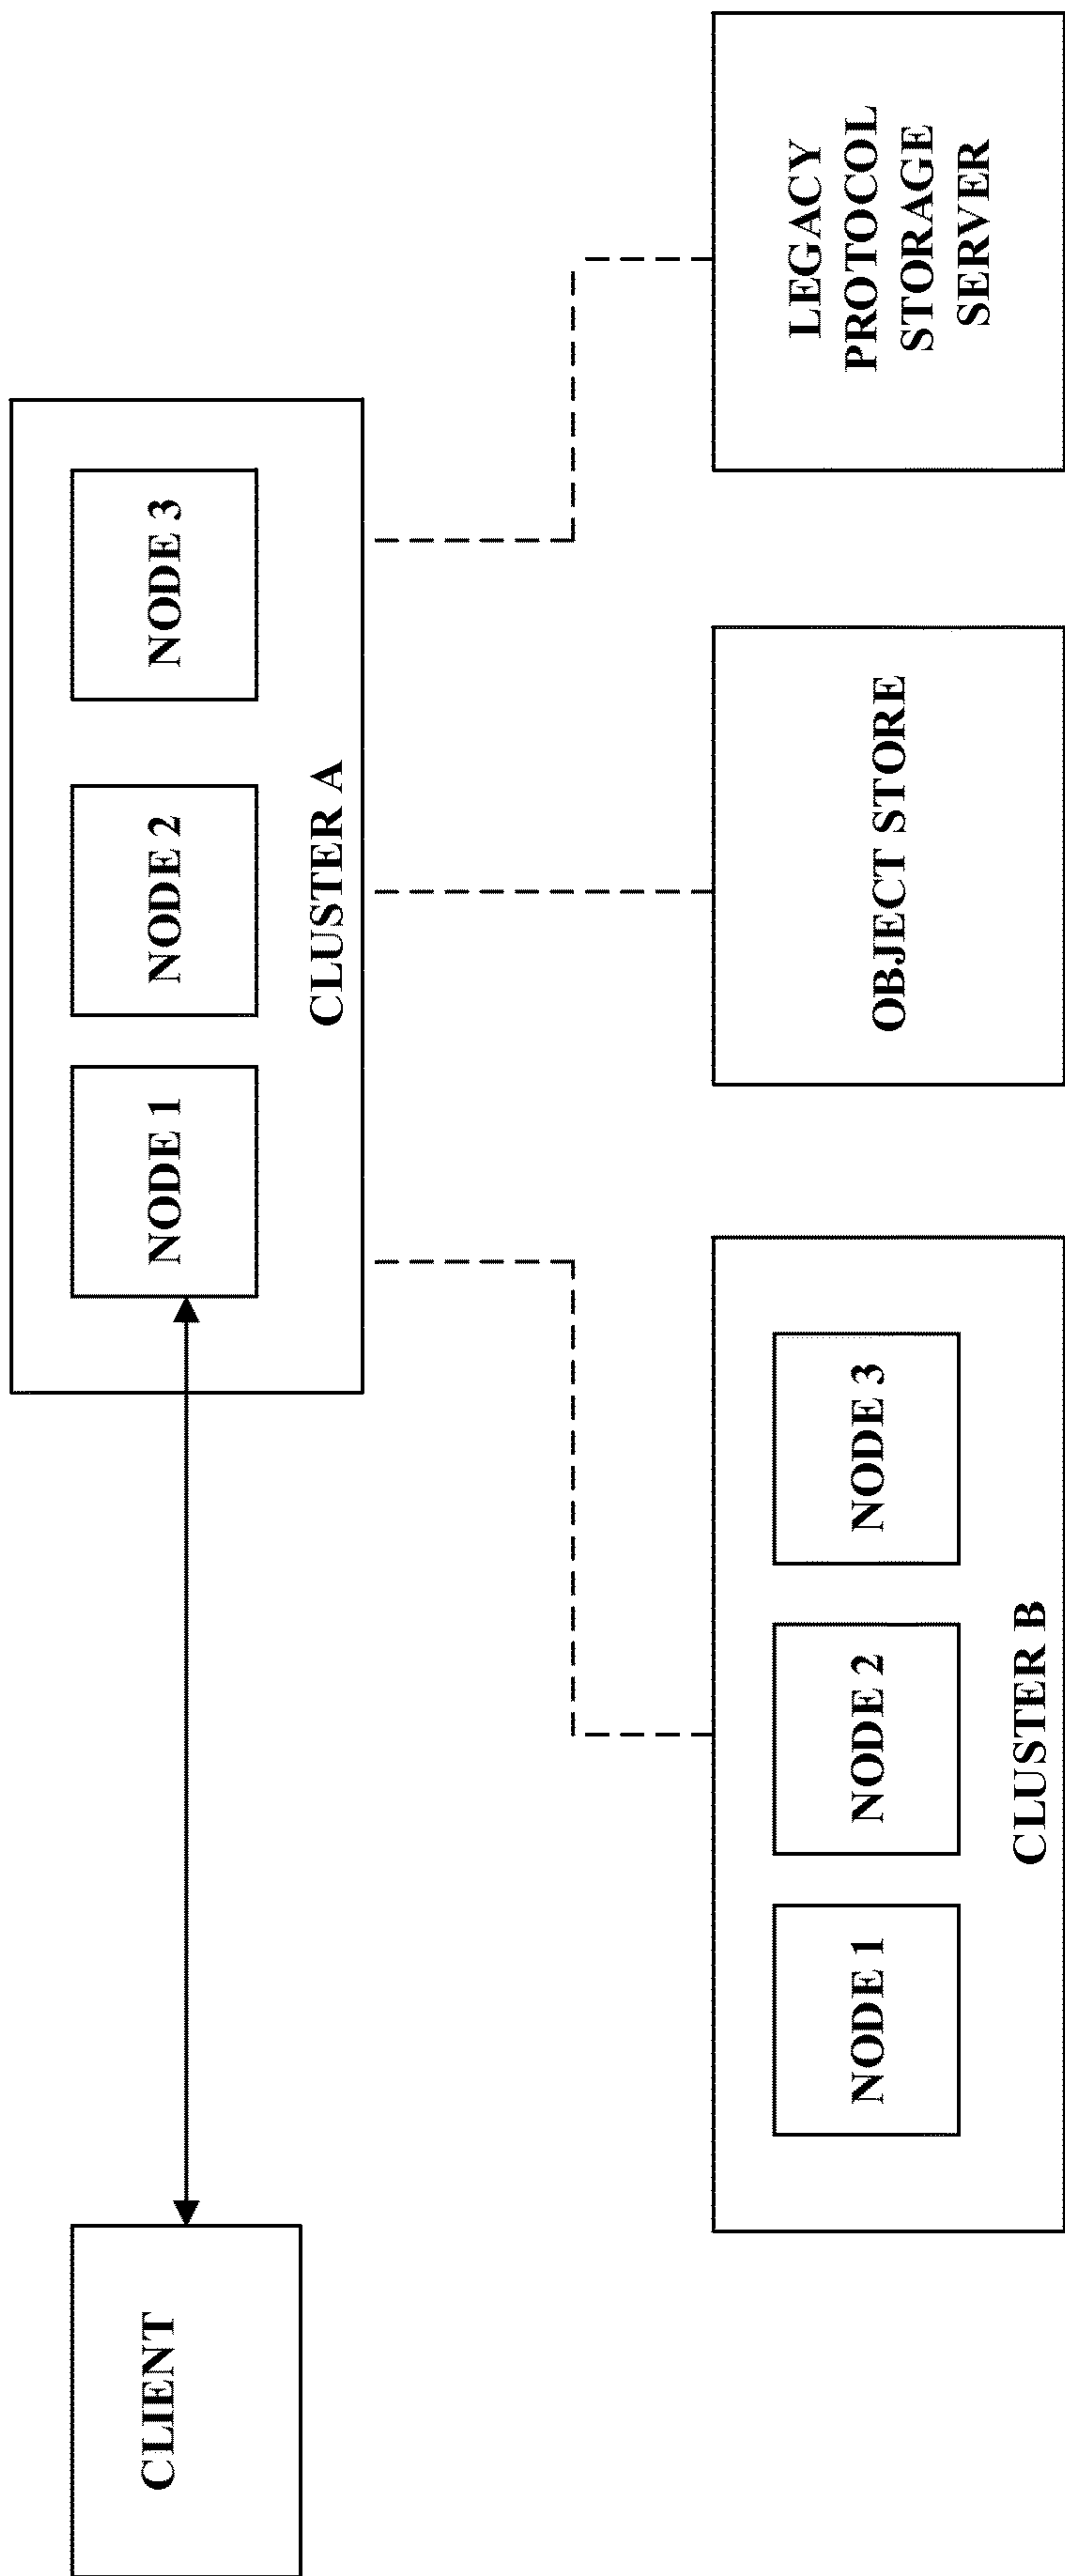 CLIENT
NODE 1
NODE 2
NODE 3
CLUSTER A
NODE 1
NODE 2
NODE 3
CLUSTER B
OBJECT STORE
LEGACY
PROTOCOL
STORAGE
SERVER